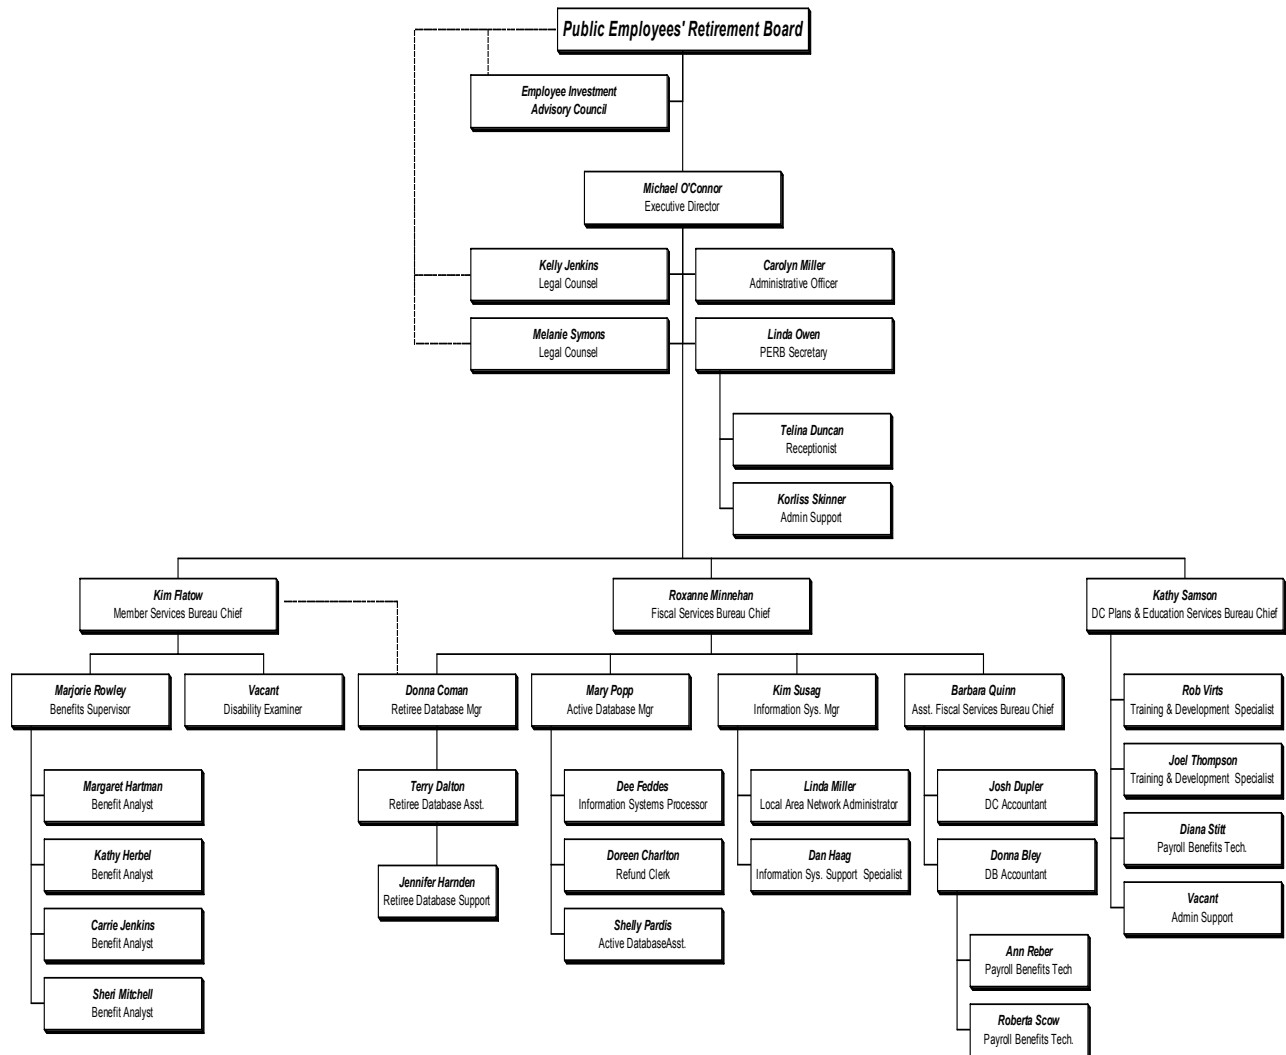 Public Employees' Retirement Board
Employee Investment
Advisory Council
Michael O'Connor
Executive Director
Kelly Jenkins
Legal Counsel
Carolyn Miller
Administrative Officer
Melanie Symons
Legal Counsel
Linda Owen
PERB Secretary
Telina Duncan
Receptionist
Korliss Skinner
Admin Support
Kim Flatow
Member Services Bureau Chief
Roxanne Minnehan
Fiscal Services Bureau Chief
Kathy Samson
DC Plans & Education Services Bureau Chief
Marjorie Rowley
Benefits Supervisor
Vacant
Disability Examiner
Donna Coman
Retiree Database Mgr
Mary Popp
Active Database Mgr
Kim Susag
Information Sys. Mgr
Barbara Quinn
Asst. Fiscal Services Bureau Chief
Rob Virts
Training & Development Specialist
Margaret Hartman
Benefit Analyst
Terry Dalton
Retiree Database Asst.
Dee Feddes
Information Systems Processor
Linda Miller
Local Area Network Administrator
Josh Dupler
DC Accountant
Joel Thompson
Training & Development Specialist
Kathy Herbel
Benefit Analyst
Jennifer Harnden
Retiree Database Support
Doreen Charlton
Refund Clerk
Dan Haag
Information Sys. Support Specialist
Donna Bley
DB Accountant
Diana Stitt
Payroll Benefits Tech.
Carrie Jenkins
Benefit Analyst
Shelly Pardis
Active DatabaseAsst.
Vacant
Admin Support
Ann Reber
Payroll Benefits Tech
Sheri Mitchell
Benefit Analyst
Roberta Scow
Payroll Benefits Tech.